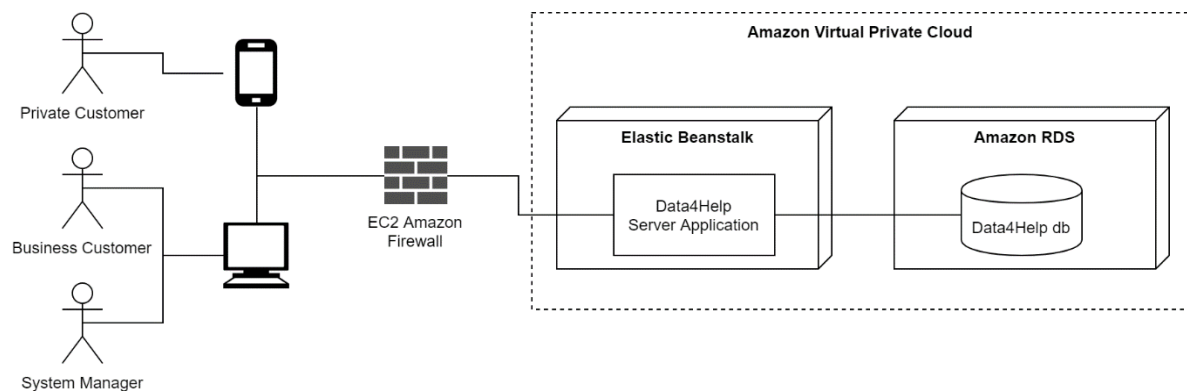 Amazon Virtual Private Cloud
Private Customer
Elastic Beanstalk
Amazon RDS
Business Customer
EC2 Amazon
Firewall
Data4Help
Server Application
Data4Help db
System Manager